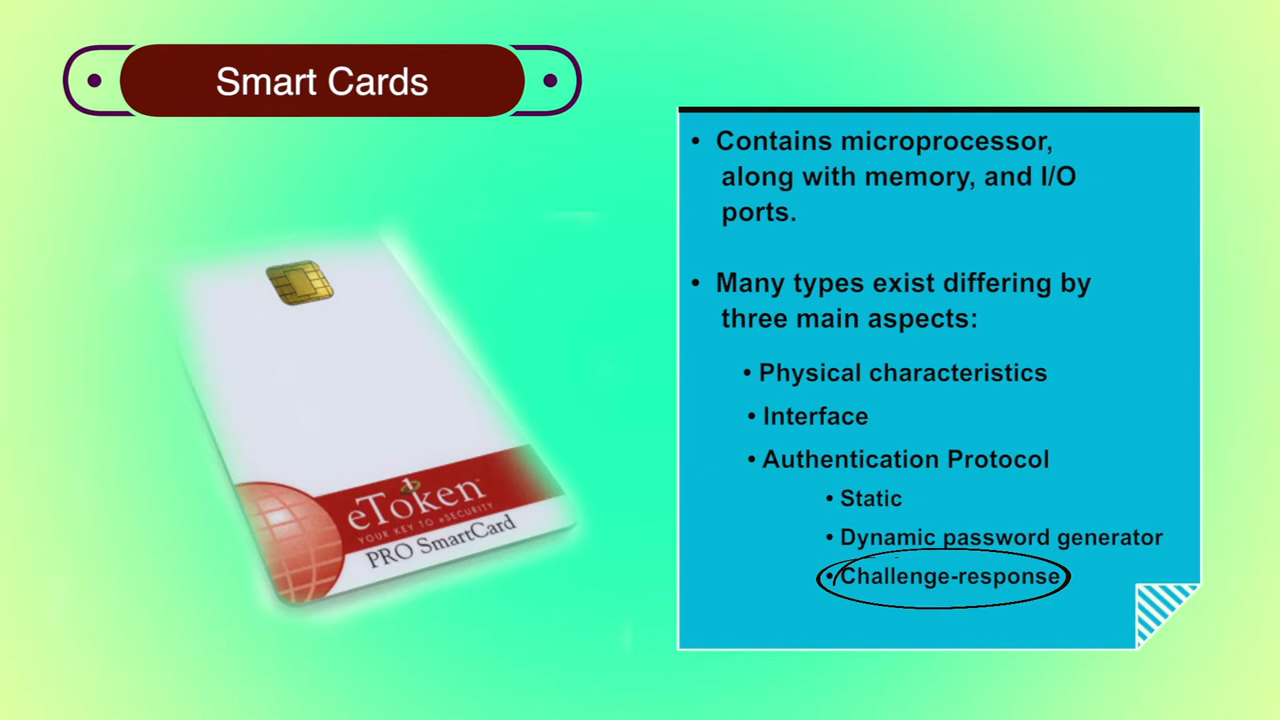 Smart Cards
• Contains microprocessor,
along with memory, and I/O
ports.
• Many types exist differing by
three main aspects:
• Physical characteristics
• Interface
• Authentication Protocol
• Static
• Dynamic password generator
• Challenge-response
eToken™
YOUR KEY TO eSECURITY
PRO SmartCard